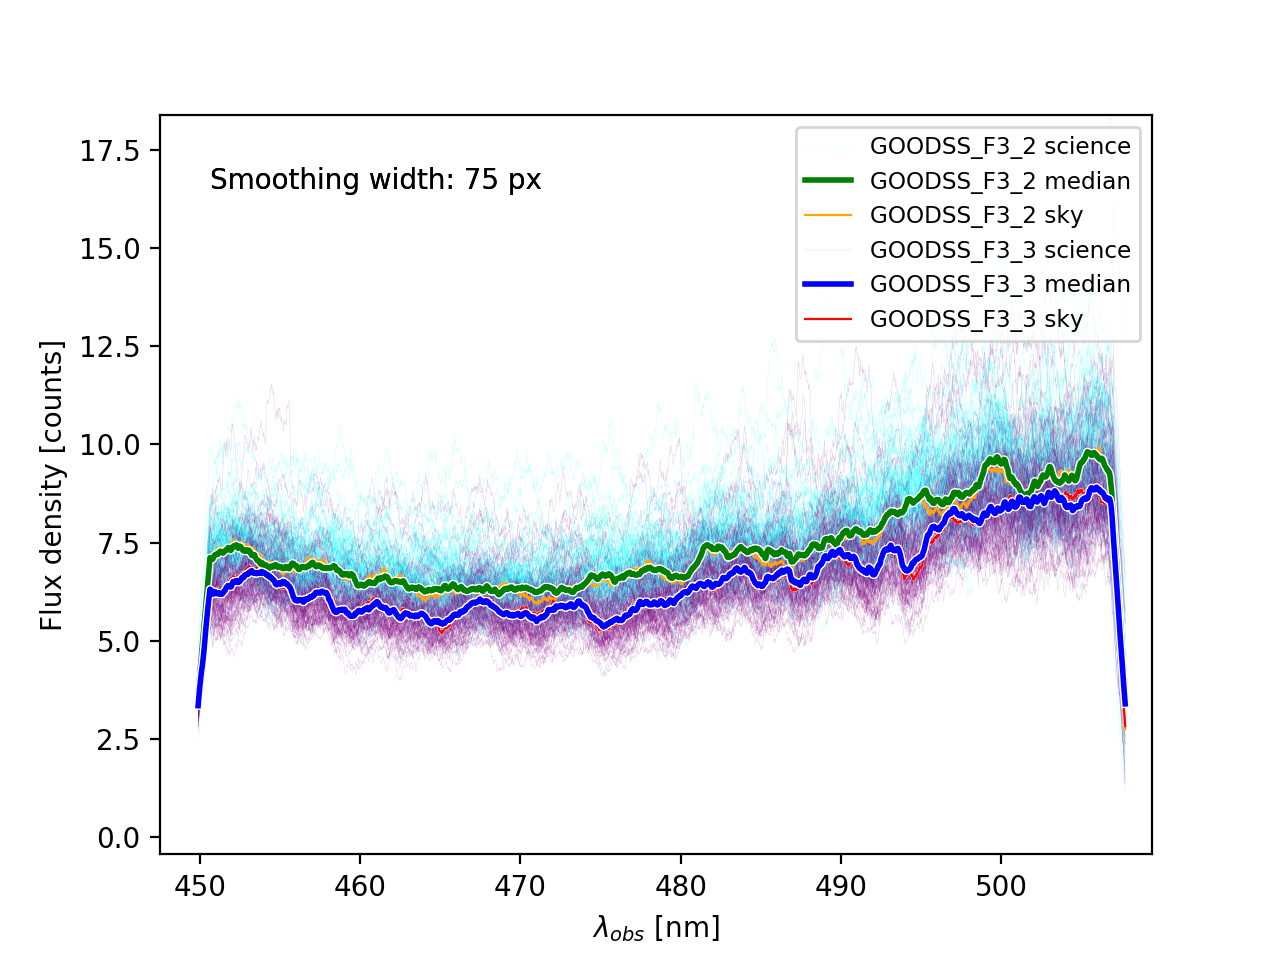 Smoothing width: 75 px
GOODSS_F3_2 science
GOODSS_F3_2 median
GOODSS_F3_2 sky
GOODSS_F3_3 science
GOODSS_F3_3 median
GOODSS_F3_3 sky
Flux density [counts]
17.5
15.0
12.5
10.0
7.5
5.0
2.5
0.0
450 460 470 480 490 500
λobs [nm]